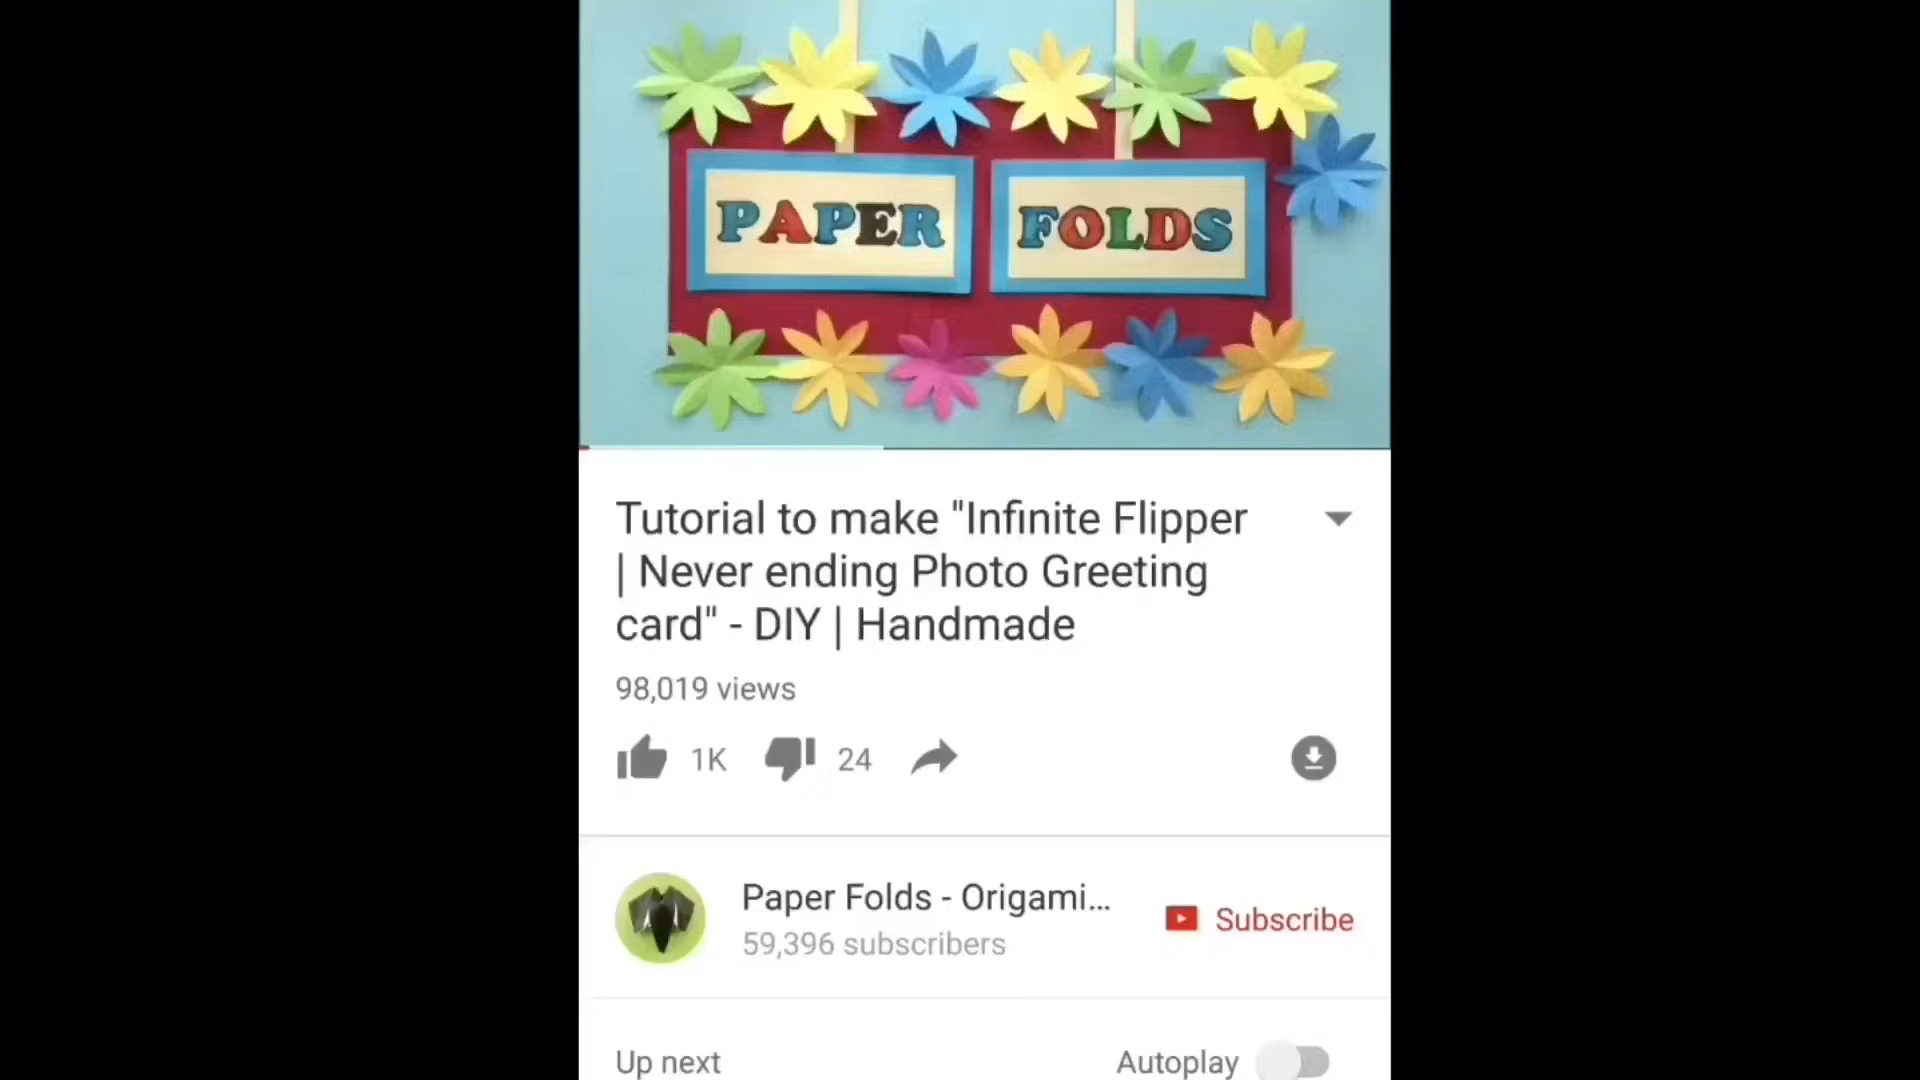 PAPER FOLDS
Tutorial to make "Infinite Flipper
| Never ending Photo Greeting
card" - DIY | Handmade
98,019 views
1K 24
Paper Folds - Origami...
59,396 subscribers
Subscribe
Up next Autoplay